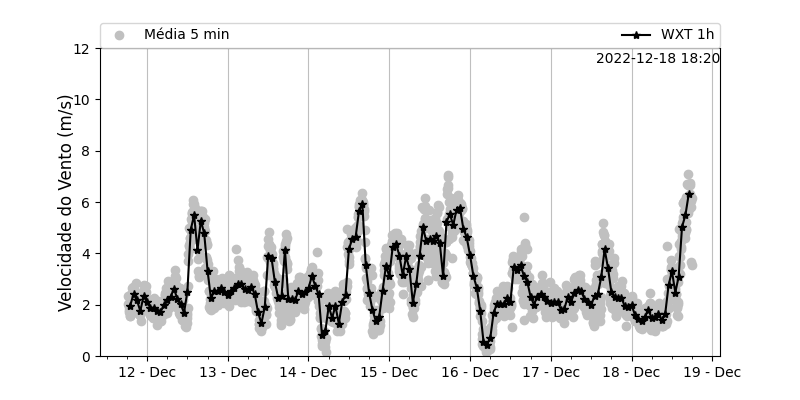 Média 5 min
WXT 1h
2022-12-18 18:20
Velocidade do Vento (m/s)
12
10
8
6
4
2
0
12 - Dec
13 - Dec
14 - Dec
15 - Dec
16 - Dec
17 - Dec
18 - Dec
19 - Dec